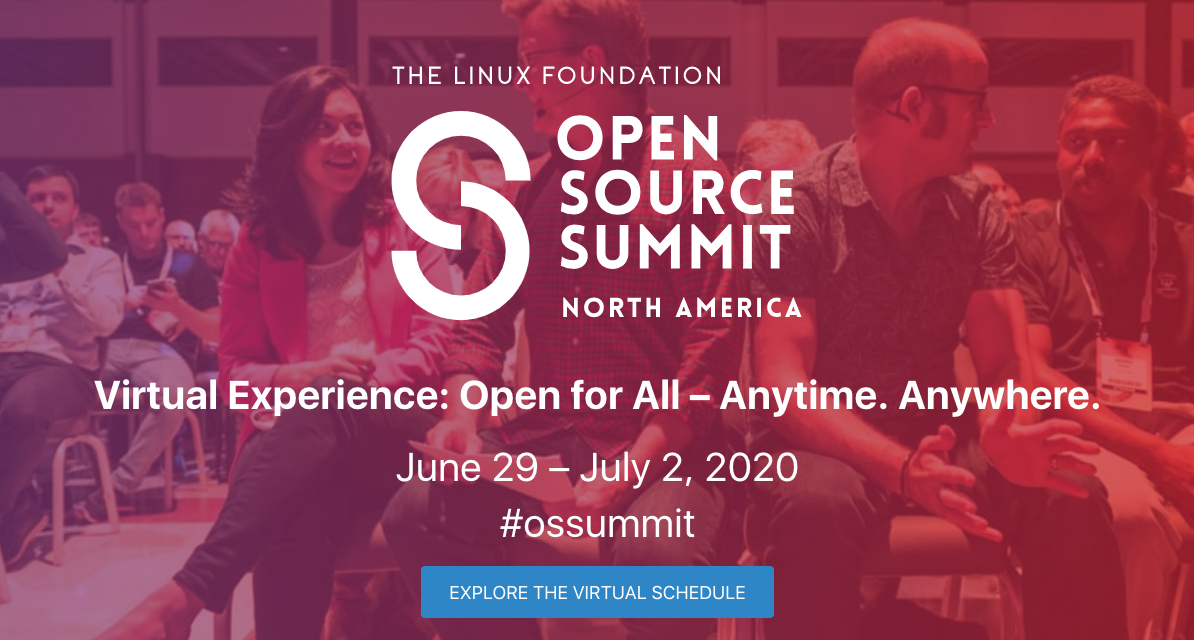 THE LINUX FOUNDATION
OPEN
SOURCE
SUMMIT
NORTH AMERICA
Virtual Experience: Open for All – Anytime. Anywhere.
June 29 – July 2, 2020
#ossummit
EXPLORE THE VIRTUAL SCHEDULE